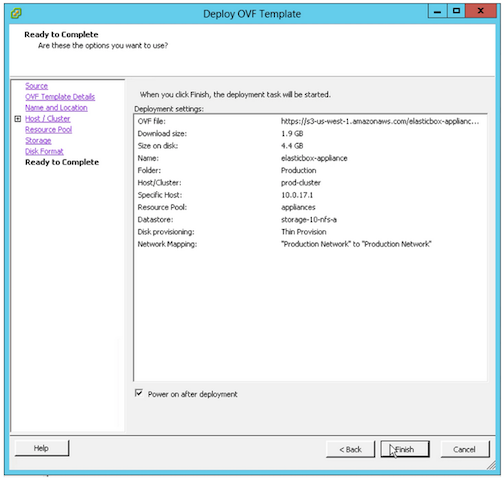 Deploy OVF Template
Ready to Complete
Are these the options you want to use?
Source
OVF Template Details
Name and Location
Host / Cluster
Resource Pool
Storage
Disk Format
Ready to Complete
When you click Finish, the deployment task will be started.
Deployment settings:
OVF file: https://s3-us-west-1.amazonaws.com/elasticbox-applianc...
Download size: 1.9 GB
Size on disk: 4.4 GB
Name: elasticbox-appliance
Folder: Production
Host/Cluster: prod-cluster
Specific Host: 10.0.17.1
Resource Pool: appliances
Datastore: storage-10-nfs-a
Disk provisioning: Thin Provision
Network Mapping: "Production Network" to "Production Network"
Power on after deployment
Help < Back Finish Cancel